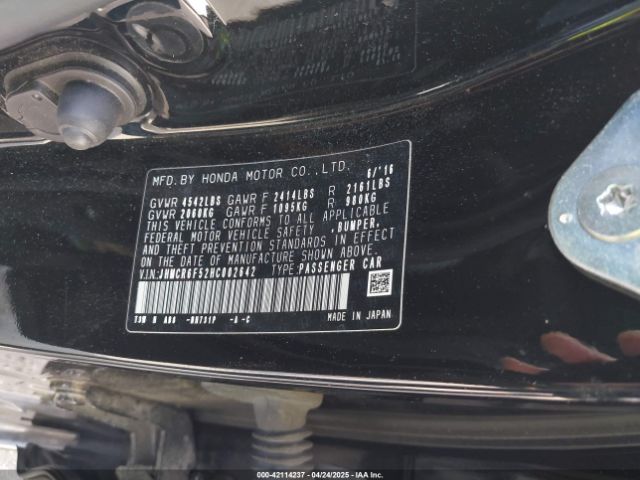 MFD.BY HONDA MOTOR CO.,LTD. 6/'16
GVWR 4542LBS GAWR F 2414LBS R 2161LBS
GVWR 2060KG GAWR F 1095KG R 980KG
THIS VEHICLE CONFORMS TO ALL APPLICABLE
FEDERAL MOTOR VEHICLE SAFETY ,BUMPER,
AND THEFT PREVENTION STANDARDS IN EFFECT
ON THE DATE OF MANUFACTURE SHOWN ABOVE.
VIN:JHMCR6F52HC002642 TYPE:PASSENGER CAR
-A -C MADE IN JAPAN
000-42114237 - 04/24/2025 - IAA Inc.